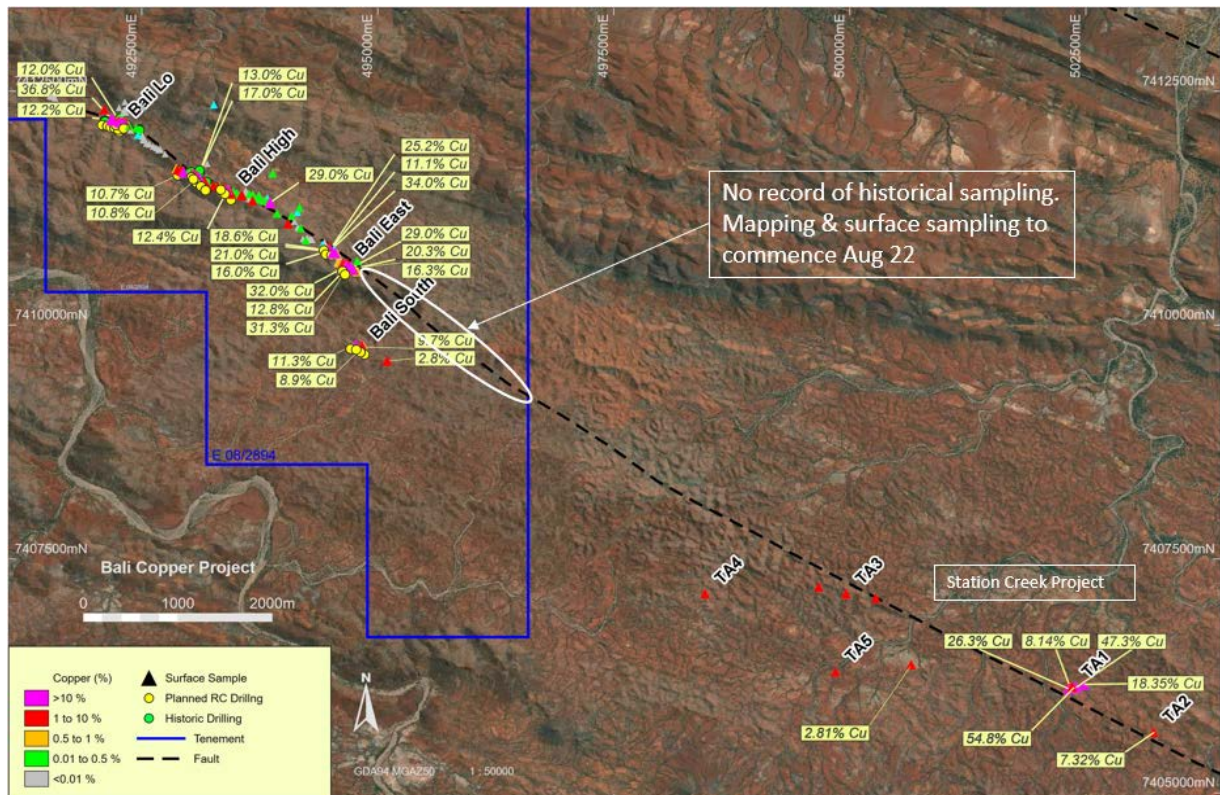 492500mE
495000mE
497500mE
500000mE
502500mE
12.0% Cu
7412500mN
36.8% Cu
12.2% Cu
Bali Lo
13.0% Cu
17.0% Cu
7412500mN
Bali High
25.2% Cu
11.1% Cu
34.0% Cu
29.0% Cu
10.7% Cu
10.8% Cu
12.4% Cu
18.6% Cu
21.0% Cu
16.0% Cu
Bali East
29.0% Cu
20.3% Cu
16.3% Cu
32.0% Cu
12.8% Cu
31.3% Cu
No record of historical sampling.
Mapping & surface sampling to
commence Aug 22
7410000mN
7410000mN
Bali South
9.7% Cu
2.8% Cu
11.3% Cu
8.9% Cu
E 08/2894
7407500mN
7407500mN
Bali Copper Project
0 1000 2000m
TA4
TA3
Station Creek Project
TA5
26.3% Cu
8.14% Cu
47.3% Cu
TA1
18.35% Cu
2.81% Cu
54.8% Cu
TA2
7.32% Cu
7405000mN
Copper (%)
>10 %
1 to 10 %
0.5 to 1 %
0.01 to 0.5 %
<0.01 %
Surface Sample
Planned RC Drillng
Historic Drilling
Tenement
Fault
N
GDA94 MGAZ50
1 : 50000